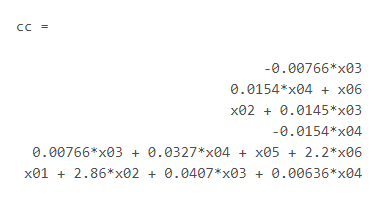 cc =
-0.00766*x03
0.0154*x04 + x06
x02 + 0.0145*x03
-0.0154*x04
0.00766*x03 + 0.0327*x04 + x05 + 2.2*x06
x01 + 2.86*x02 + 0.0407*x03 + 0.00636*x04